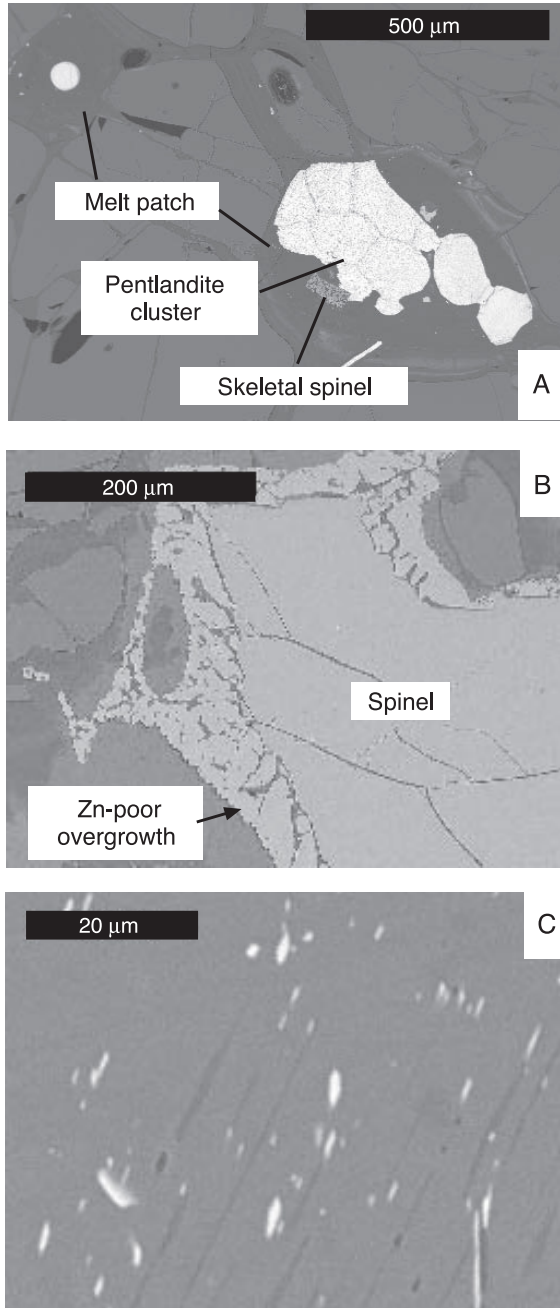 500 μm
Melt patch
Pentlandite
cluster
Skeletal spinel
A
200 μm
B
Spinel
Zn-poor
overgrowth
20 μm
C